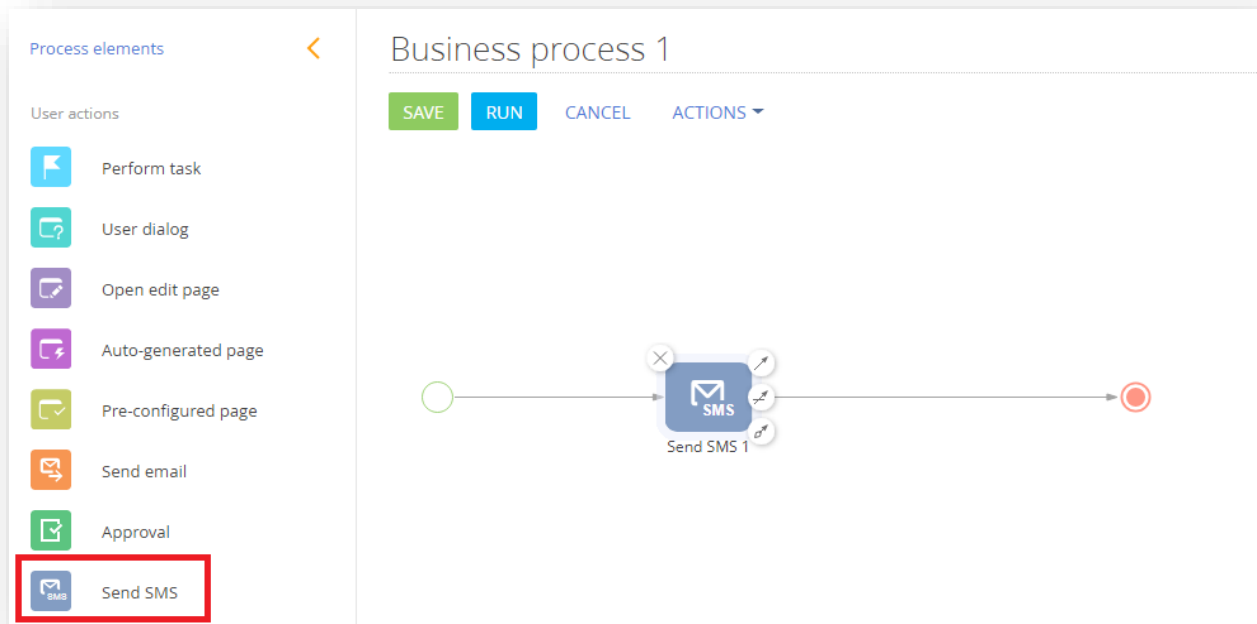 Process elements
User actions
Perform task
User dialog
Open edit page
Auto-generated page
Pre-configured page
Send email
Approval
SMS
Send SMS
Business process 1
SAVE
RUN
CANCEL
ACTIONS
SMS
Send SMS 1